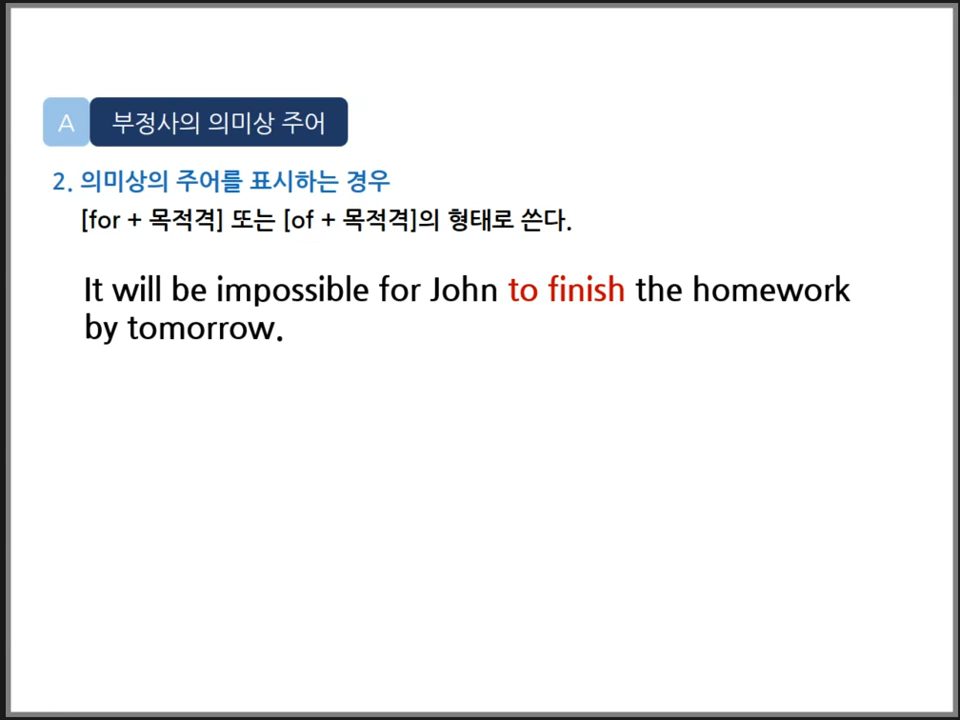 A 부정사의 의미상 주어
2. 의미상의 주어를 표시하는 경우
[for + 목적격] 또는 [of + 목적격]의 형태로 쓴다.
It will be impossible for John to finish the homework
by tomorrow.